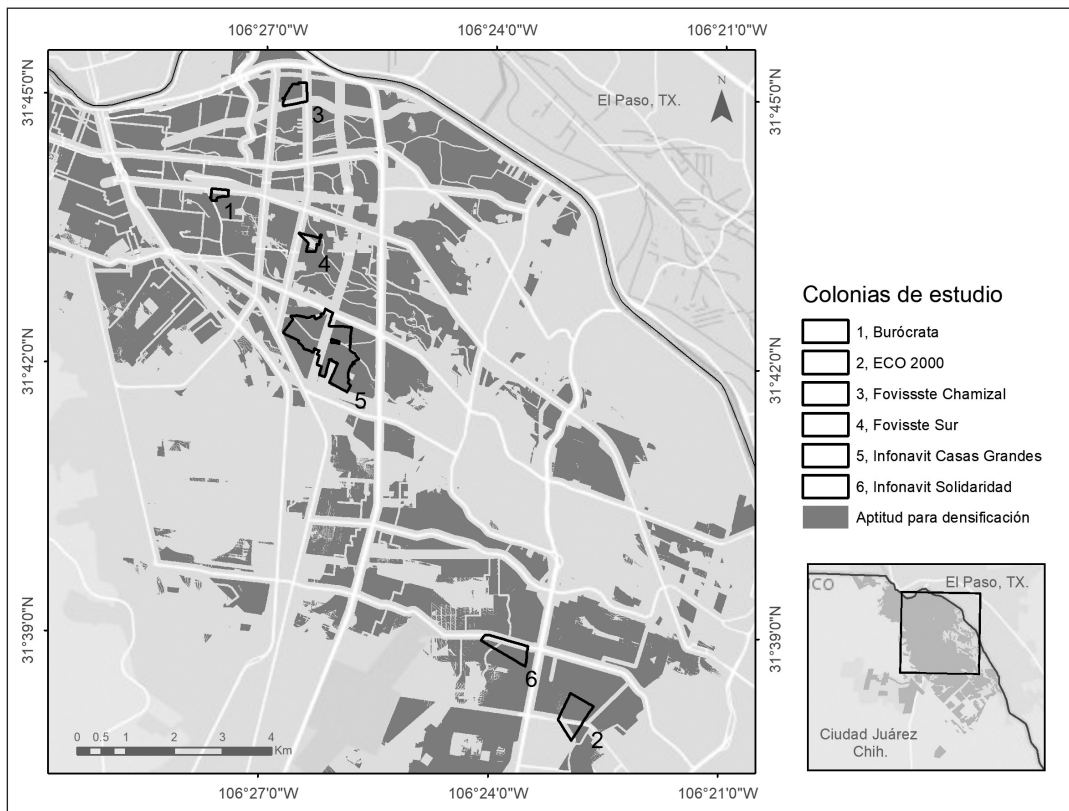 106°27'0"W
106°24'0"W
106°21'0"W
31°45'0"N
31°45'0"N
El Paso, TX.
N
3
1
4
31°42'0"N
31°42'0"N
5
Colonias de estudio
1, Burócrata
2, ECO 2000
3, Fovissste Chamizal
4, Fovisste Sur
5, Infonavit Casas Grandes
6, Infonavit Solidaridad
Aptitud para densificación
31°39'0"N
31°39'0"N
6
2
0 0.5 1 2 3 4
Km
CO
El Paso, TX.
Ciudad Juárez
Chih.
106°27'0"W
106°24'0"W
106°21'0"W